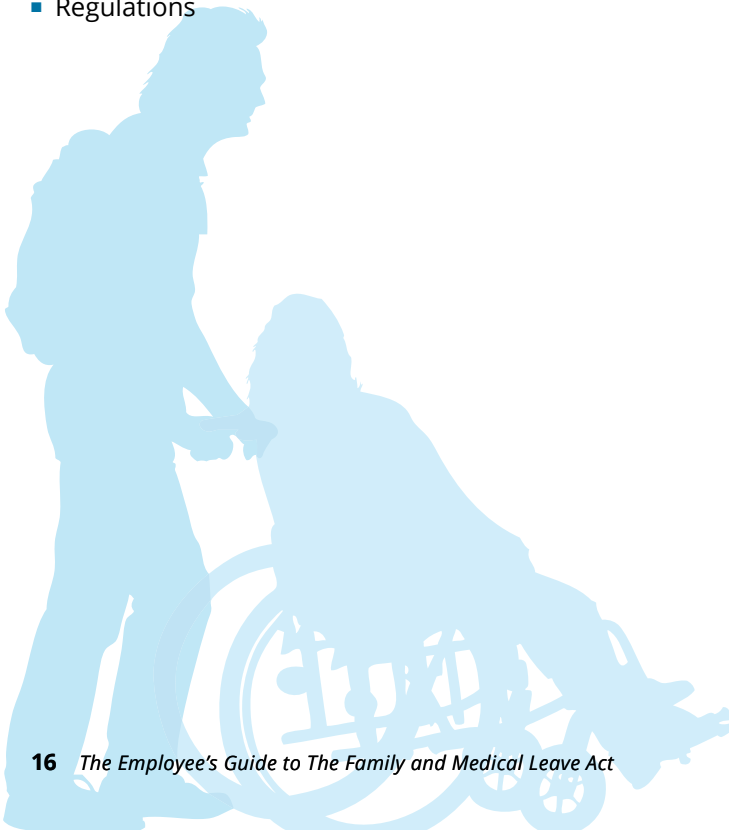 ▪ Regulations
16 The Employee’s Guide to The Family and Medical Leave Act